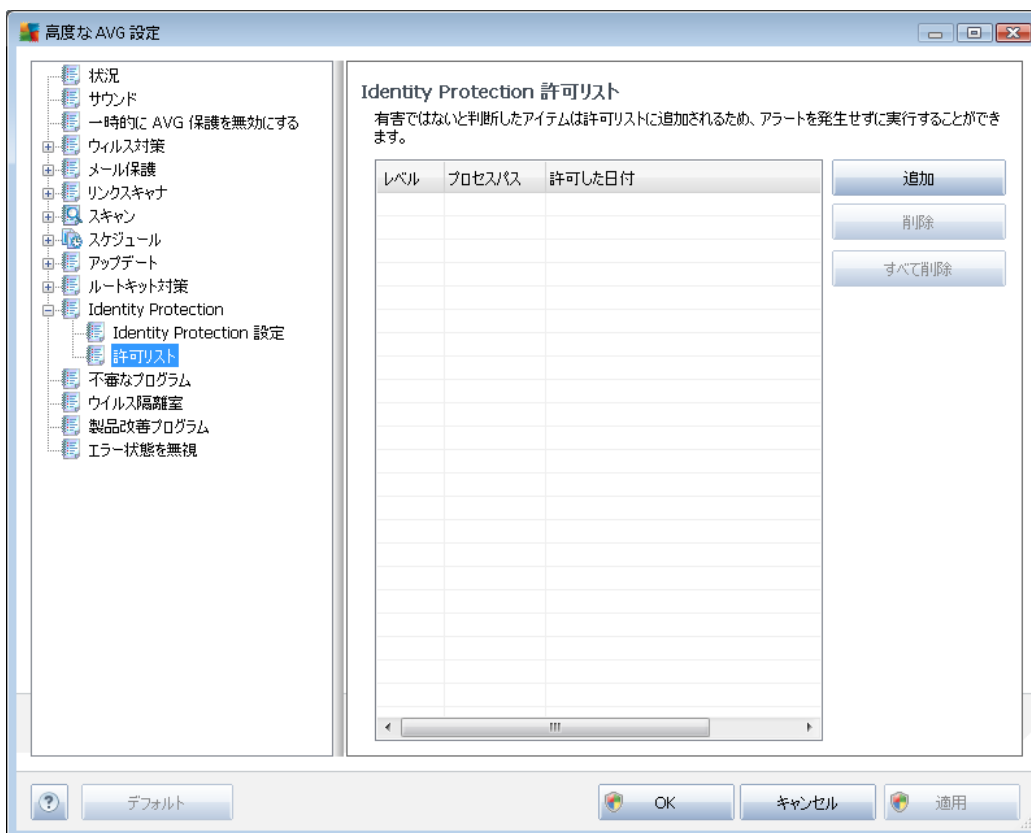 高度な AVG 設定
状況
サウンド
一時的に AVG 保護を無効にする
ウィルス対策
メール保護
リンクスキャナ
スキャン
スケジュール
アップデート
ルートキット対策
Identity Protection
Identity Protection 設定
許可リスト
不審なプログラム
ウイルス隔離室
製品改善プログラム
エラー状態を無視
Identity Protection 許可リスト
有害ではないと判断したアイテムは許可リストに追加されるため、アラートを発生せずに実行することができ
ます。
レベル プロセスパス 許可した日付
追加
削除
すべて削除
? デフォルト OK キャンセル 適用